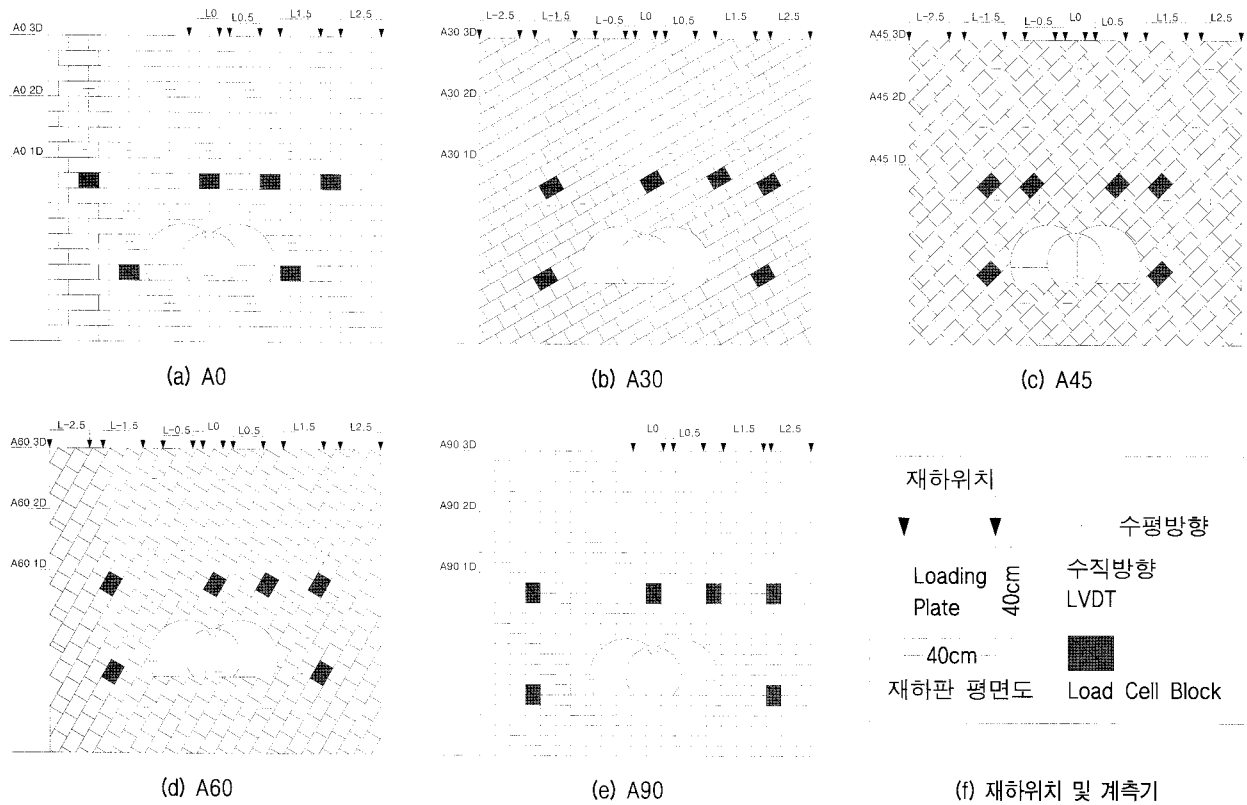 L0
L0.5
L1.5
L2.5
A0 3D
A0 2D
A0 1D
(a) A0
L-2.5
L-1.5
L-0.5
L0
L0.5
L1.5
L2.5
A30 3D
A30 2D
A30 1D
(b) A30
L-2.5
L-1.5
L-0.5
L0
L0.5
L1.5
L2.5
A45 3D
A45 2D
A45 1D
(c) A45
L-2.5
L-1.5
L-0.5
L0
L0.5
L1.5
L2.5
A60 3D
A60 2D
A60 1D
(d) A60
L0
L0.5
L1.5
L2.5
A90 3D
A90 2D
A90 1D
(e) A90
재하위치
수평방향
Loading
Plate
40cm
수직방향
LVDT
40cm
재하판 평면도
Load Cell Block
(f) 재하위치 및 계측기